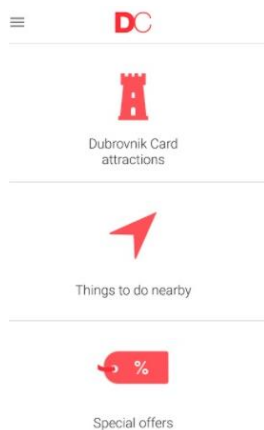 DC
Dubrovnik Card
attractions
Things to do nearby
%
Special offers